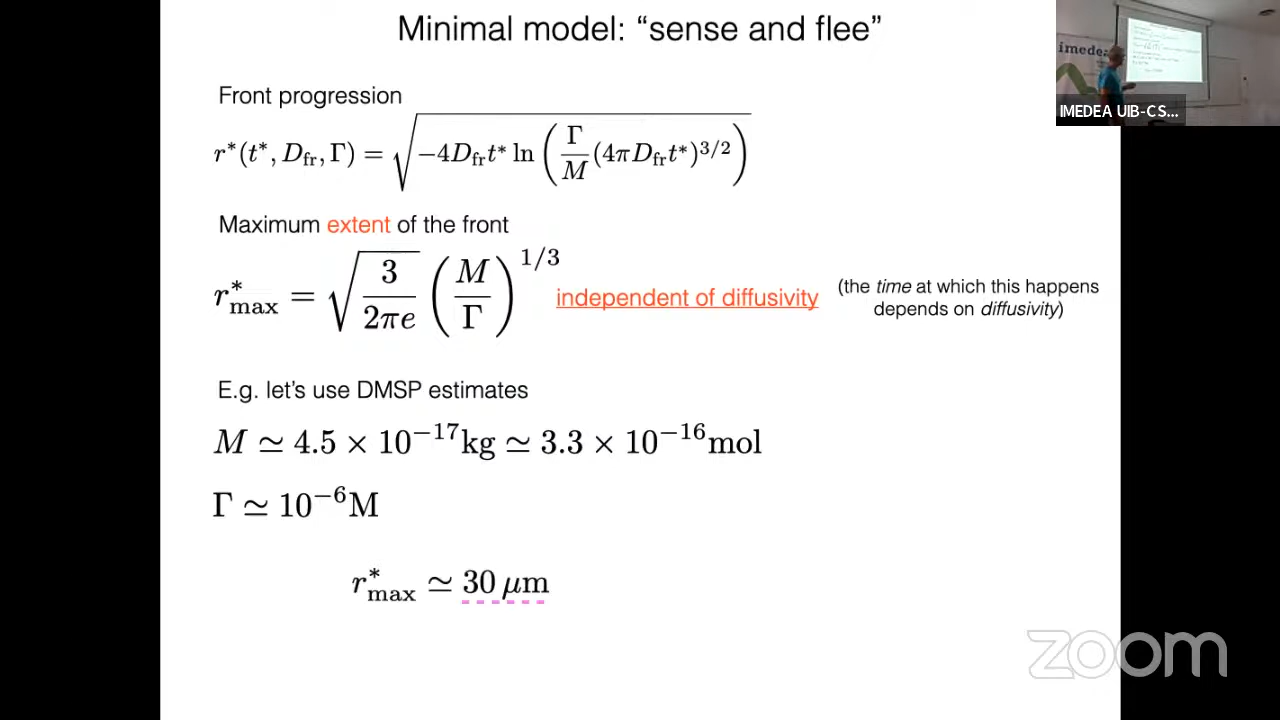 Minimal model: “sense and flee”
imedea
IMEDEA UIB-CS...
Front progression
r*(t*, D_fr, Γ) = √(−4D_fr t* ln (Γ/M (4πD_fr t*)^{3/2}))
Maximum extent of the front
r*_max = √(3/2πe) (M/Γ)^{1/3} independent of diffusivity
(the time at which this happens
depends on diffusivity)
E.g. let’s use DMSP estimates
M ≃ 4.5 × 10^{−17} kg ≃ 3.3 × 10^{−16} mol
Γ ≃ 10^{−6} M
r*_max ≃ 30 μm
zoom